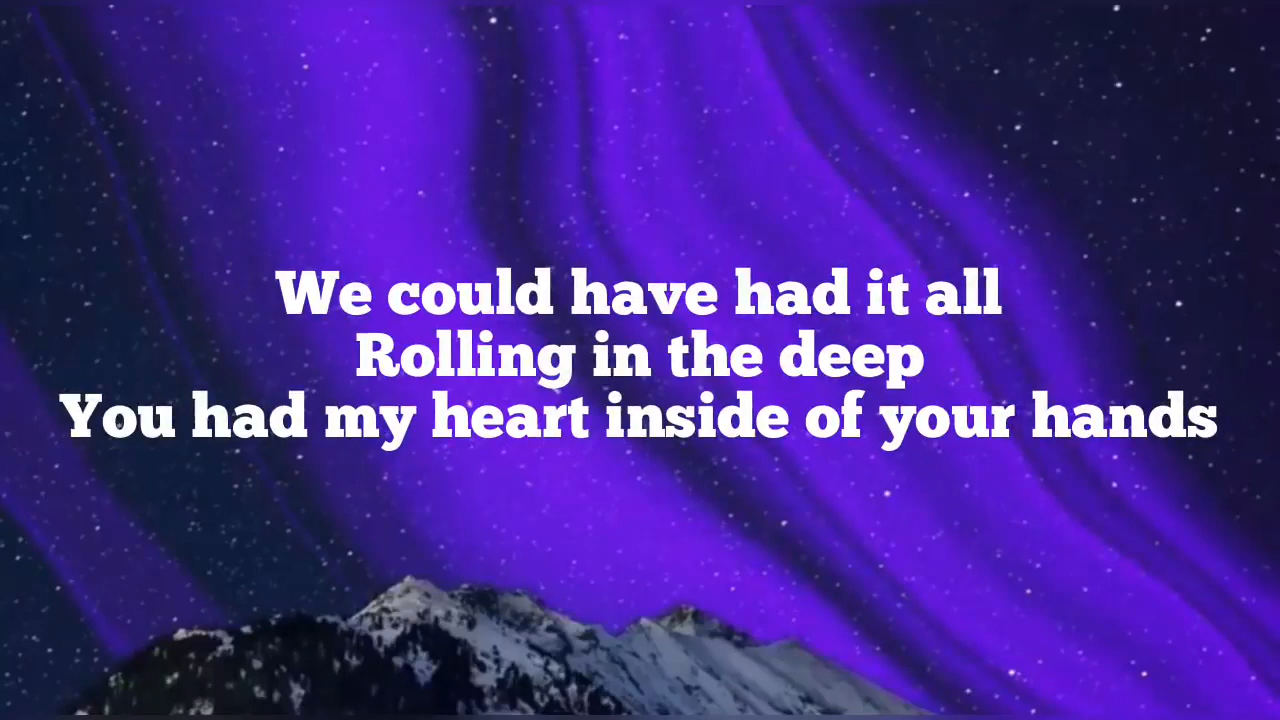 We could have had it all
Rolling in the deep
You had my heart inside of your hands